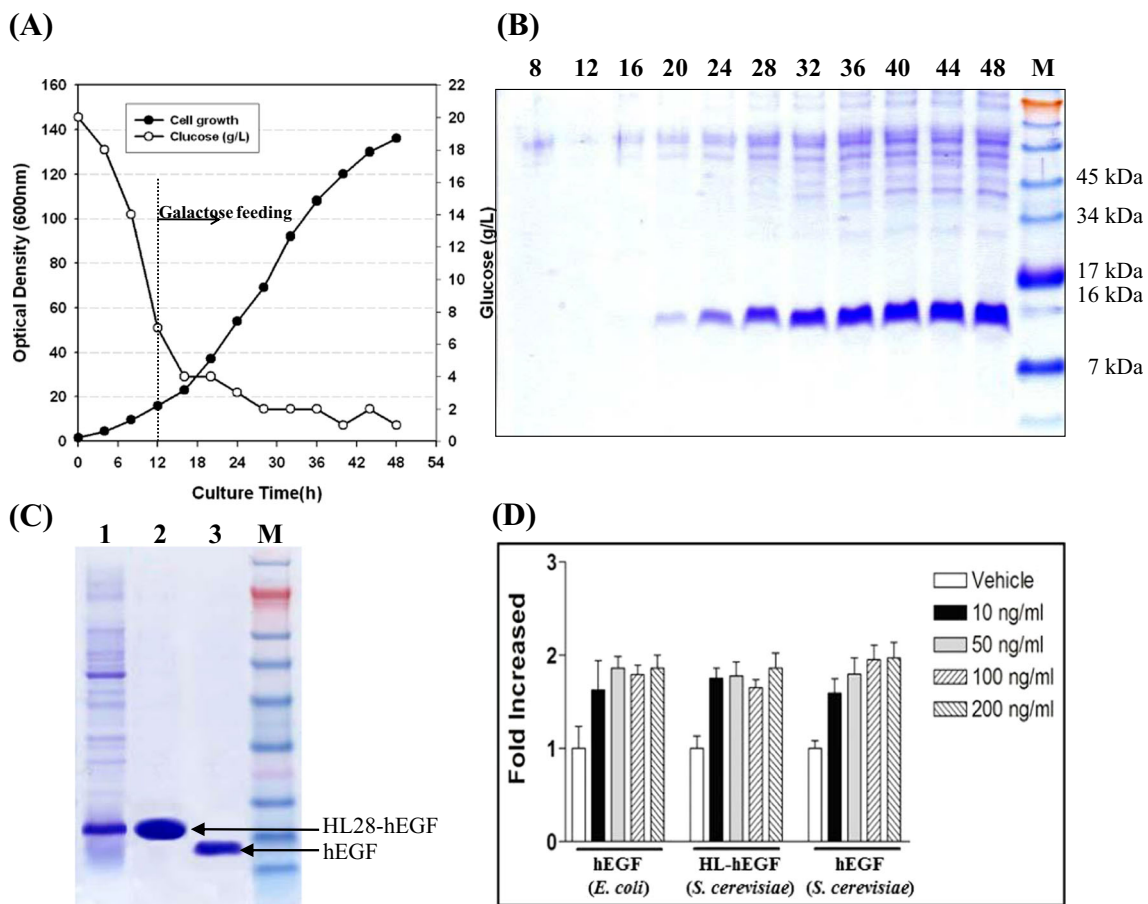 (A)
160
140
120
100
80
60
40
20
0
Optical Density (600nm)
Cell growth
Clucose (g/L)
Galactose feeding
22
20
18
16
14
12
10
8
6
4
2
0
Glucose (g/L)
0 6 12 18 24 30 36 42 48 54
Culture Time(h)
(B)
8 12 16 20 24 28 32 36 40 44 48 M
45 kDa
34 kDa
17 kDa
16 kDa
7 kDa
(C)
1 2 3 M
HL28-hEGF
hEGF
(D)
3
2
1
0
Fold Increased
Vehicle
10 ng/ml
50 ng/ml
100 ng/ml
200 ng/ml
hEGF HL-hEGF hEGF
(E. coli) (S. cerevisiae) (S. cerevisiae)